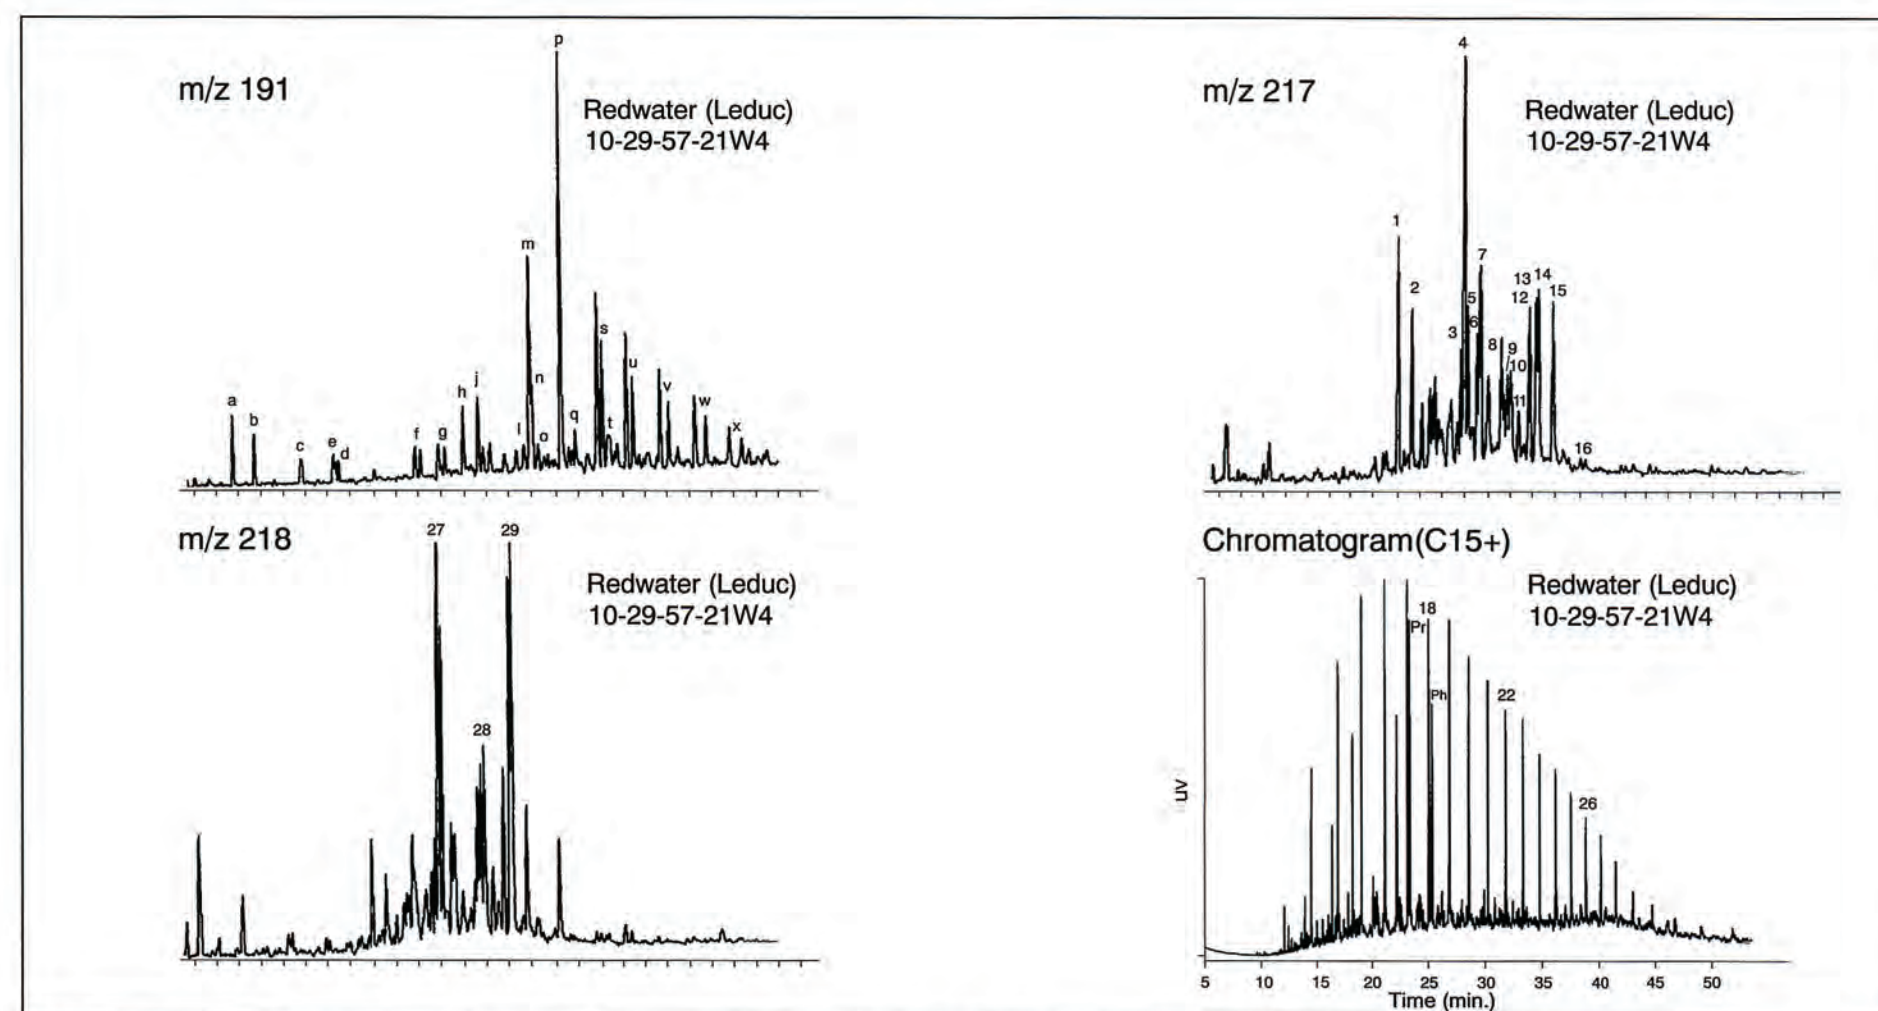 m/z 191
Redwater (Leduc)
10-29-57-21W4
a
b
c
e
d
f
g
h
j
l
m
n
o
p
q
s
t
u
v
w
x
m/z 217
Redwater (Leduc)
10-29-57-21W4
1
2
3
4
5
6
7
8
9
10
11
12
13
14
15
16
m/z 218
Redwater (Leduc)
10-29-57-21W4
27
28
29
Chromatogram(C15+)
Redwater (Leduc)
10-29-57-21W4
18
Pr
Ph
22
26
uv
5 10 15 20 25 30 35 40 45 50
Time (min.)